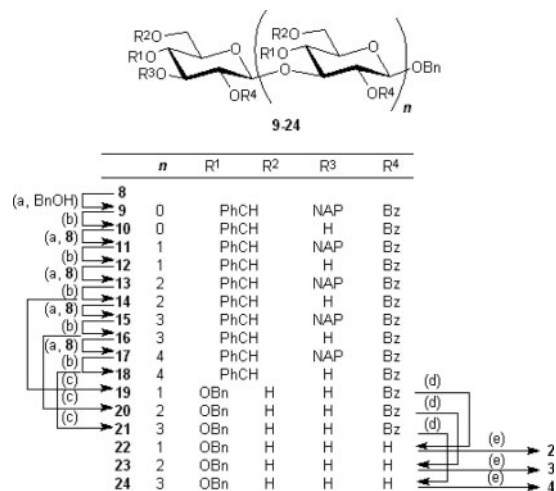 R2O R2O
R1O O R1O O
R3O O O OBn
OR4 OR4
n
9-24
n R1 R2 R3 R4
8
(a, BnOH)
9 0 PhCH NAP Bz
(b)
10 0 PhCH H Bz
(a, 8)
11 1 PhCH NAP Bz
(b)
12 1 PhCH H Bz
(a, 8)
13 2 PhCH NAP Bz
(b)
14 2 PhCH H Bz
(a, 8)
15 3 PhCH NAP Bz
(b)
16 3 PhCH H Bz
(a, 8)
17 4 PhCH NAP Bz
(b)
18 4 PhCH H Bz
(c) (d)
19 1 OBn H H Bz
(c) (d)
20 2 OBn H H Bz
(c) (d)
21 3 OBn H H Bz
(e)
22 1 OBn H H H 2
(e)
23 2 OBn H H H 3
(e)
24 3 OBn H H H 4